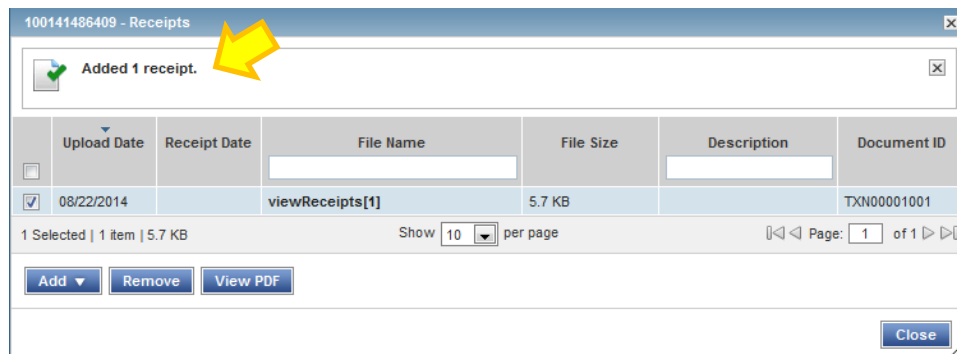 100141486409 - Receipts
Added 1 receipt.
Upload Date Receipt Date File Name File Size Description Document ID
08/22/2014 viewReceipts[1] 5.7 KB TXN00001001
1 Selected | 1 item | 5.7 KB Show 10 per page Page: 1 of 1
Add Remove View PDF
Close